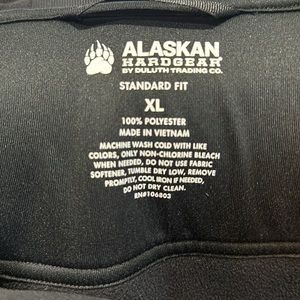 ALASKAN
HARDGEAR
BY DULUTH TRADING CO.
STANDARD FIT
XL
100% POLYESTER
MADE IN VIETNAM
MACHINE WASH COLD WITH LIKE
COLORS, ONLY NON-CHLORINE BLEACH
WHEN NEEDED, DO NOT USE FABRIC
SOFTENER, TUMBLE DRY LOW, REMOVE
PROMPTLY, COOL IRON IF NEEDED,
DO NOT DRY CLEAN.
RN#106803